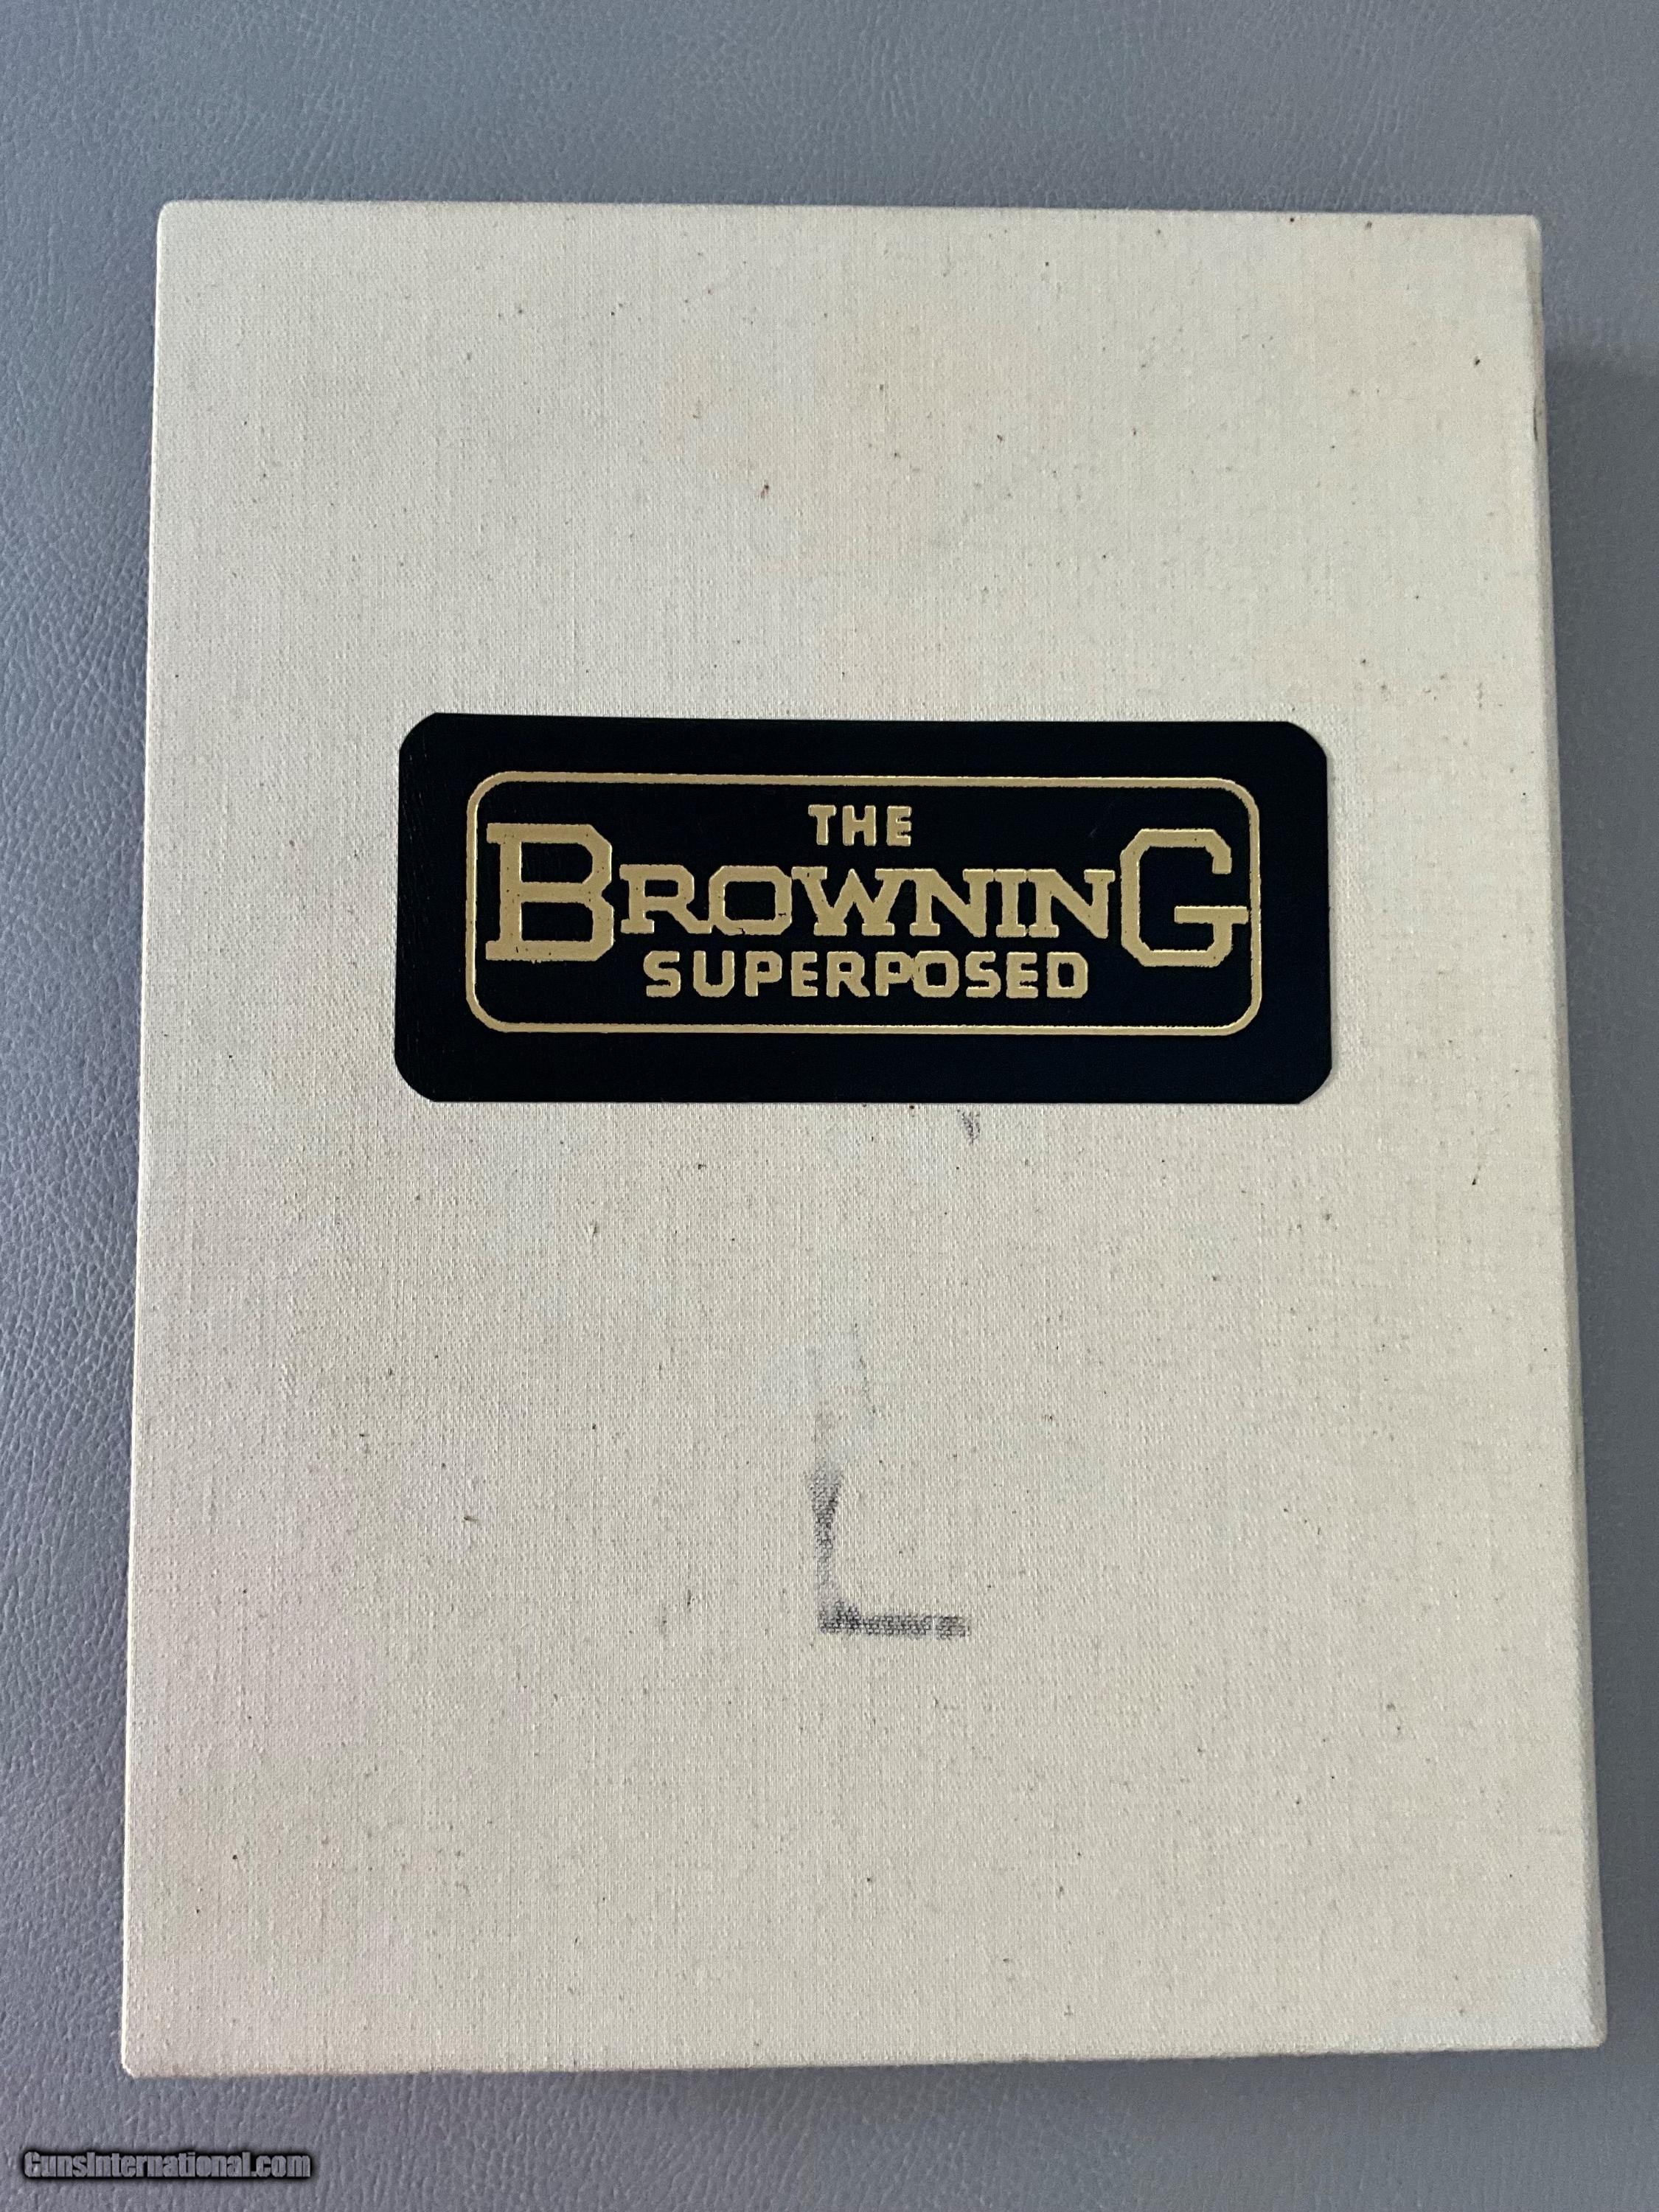 THE
BROWNING
SUPERPOSED
GunsInternational.com